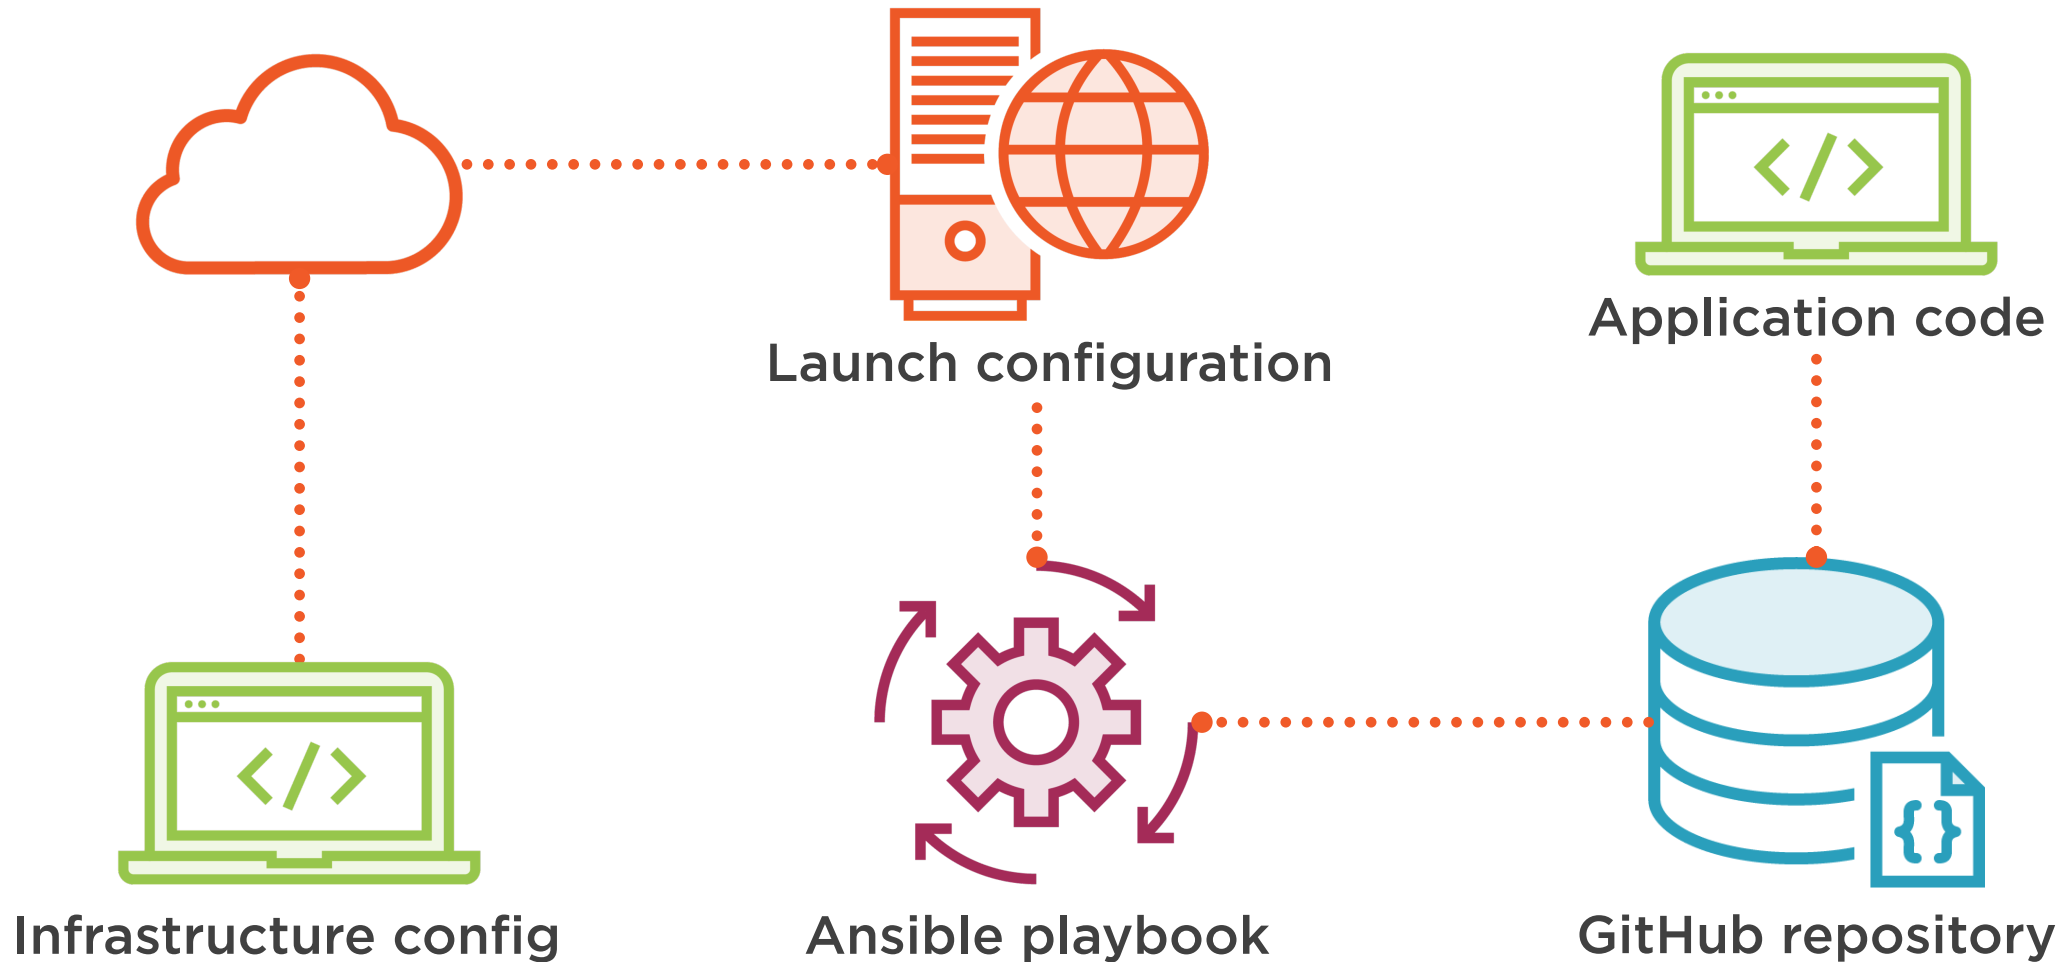 Application code
Launch configuration
Infrastructure config
Ansible playbook
GitHub repository